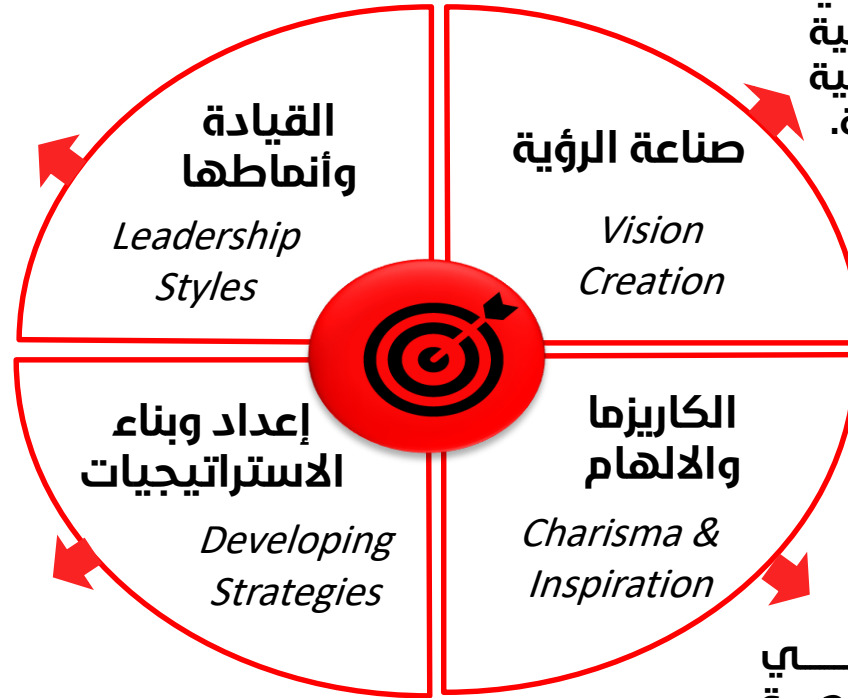 صناعة الرؤية
Vision
Creation
القيادة
وأنماطها
Leadership
Styles
الكاريزما
والالهام
Charisma &
Inspiration
إعداد وبناء
الاستراتيجيات
Developing
Strategies